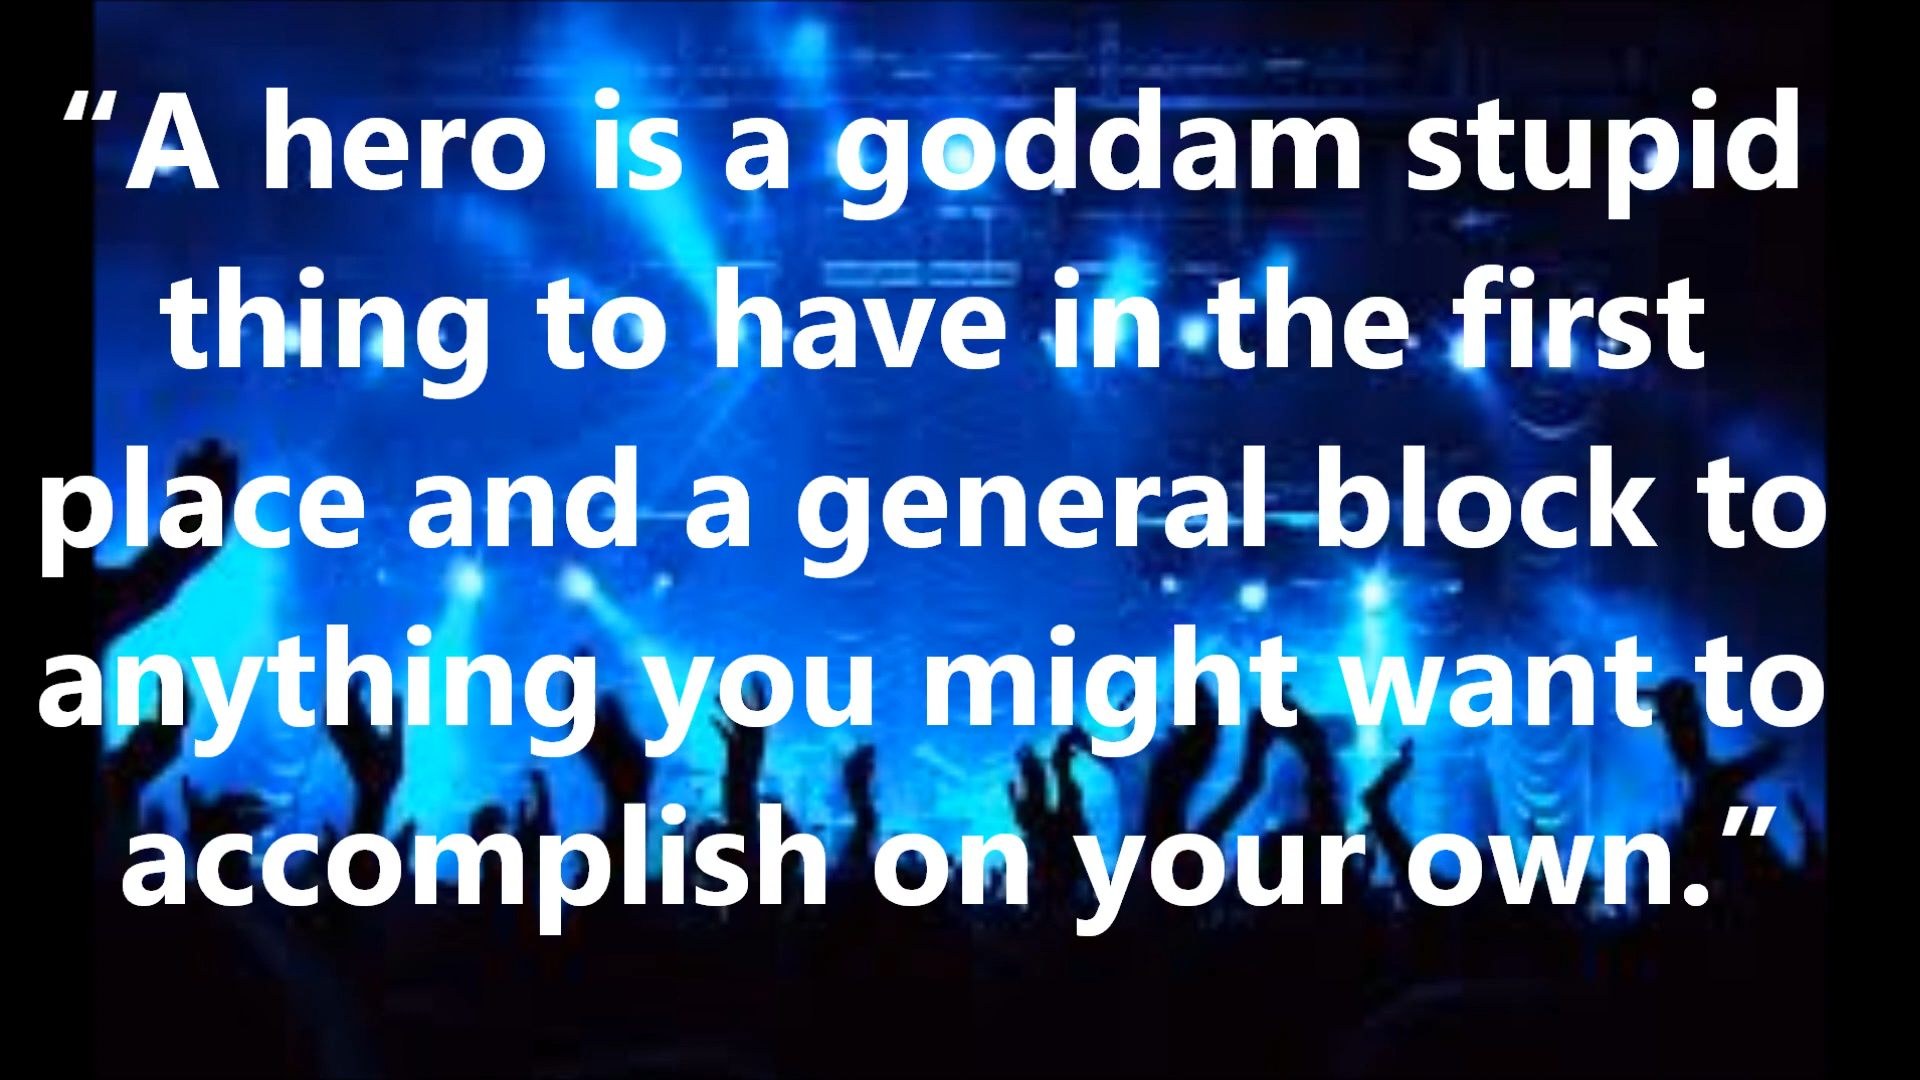 “A hero is a goddam stupid
thing to have in the first
place and a general block to
anything you might want to
accomplish on your own.”